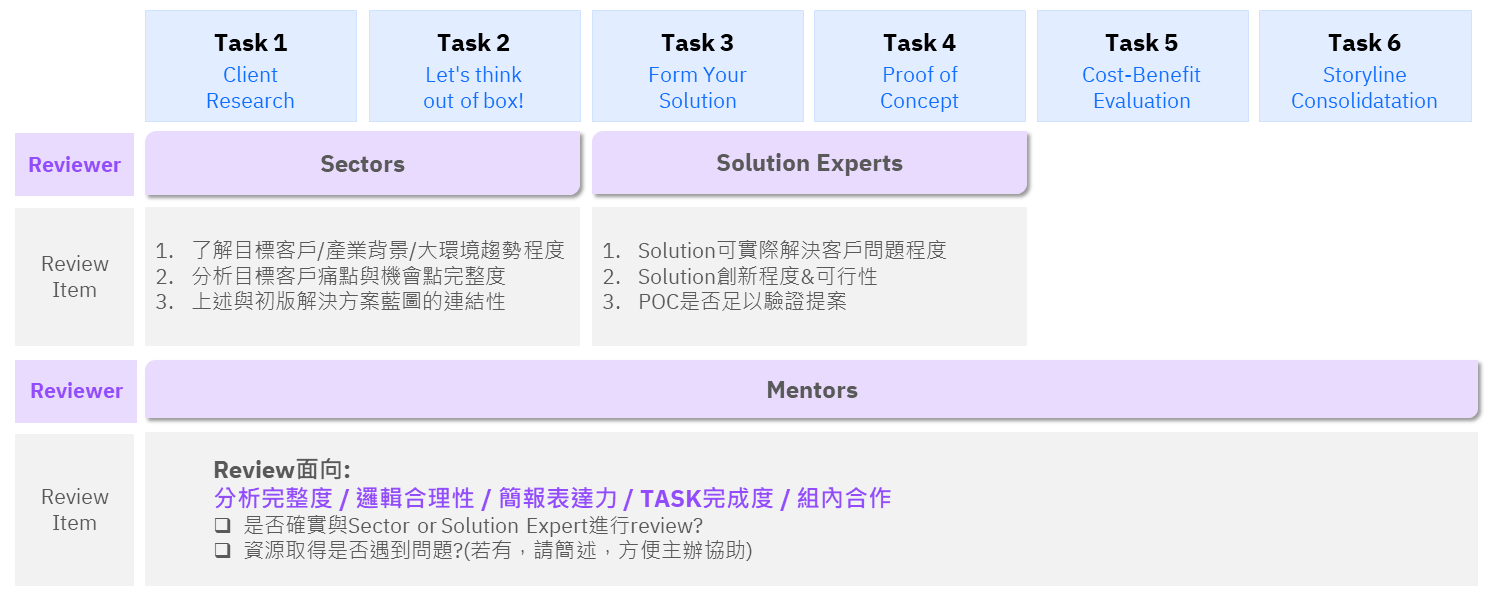 Task 1
Client
Research
Task 2
Let's think
out of box!
Task 3
Form Your
Solution
Task 4
Proof of
Concept
Task 5
Cost-Benefit
Evaluation
Task 6
Storyline
Consolidatation
Reviewer
Sectors
Solution Experts
Review
Item
1. 了解目標客戶/產業背景/大環境趨勢程度
2. 分析目標客戶痛點與機會點完整度
3. 上述與初版解決方案藍圖的連結性
1. Solution可實際解決客戶問題程度
2. Solution創新程度&可行性
3. POC是否足以驗證提案
Reviewer
Mentors
Review
Item
Review面向:
分析完整度 / 邏輯合理性 / 簡報表達力 / TASK完成度 / 組內合作
❑ 是否確實與Sector or Solution Expert進行review?
❑ 資源取得是否遇到問題?(若有，請簡述，方便主辦協助)